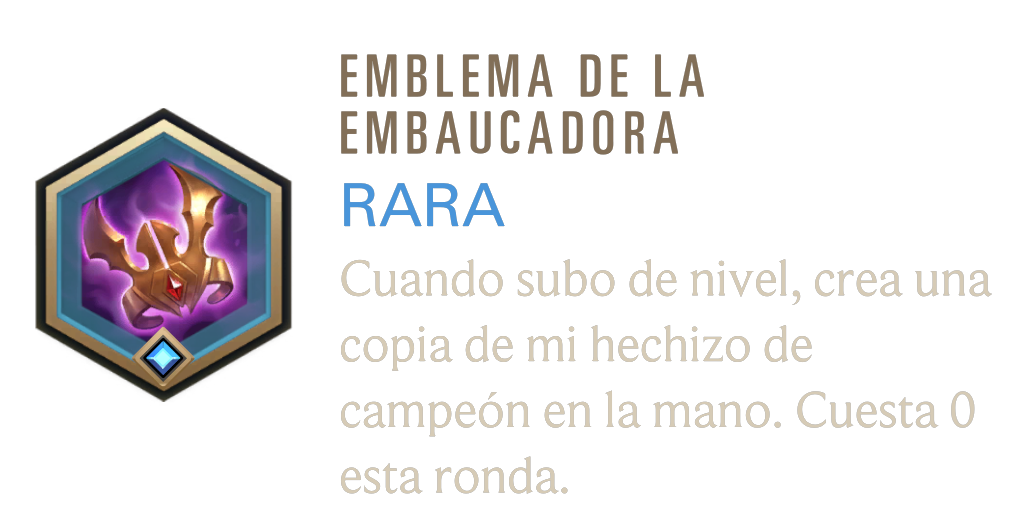 EMBLEMA DE LA
EMBAUCADORA
RARA
Cuando subo de nivel, crea una
copia de mi hechizo de
campeón en la mano. Cuesta 0
esta ronda.